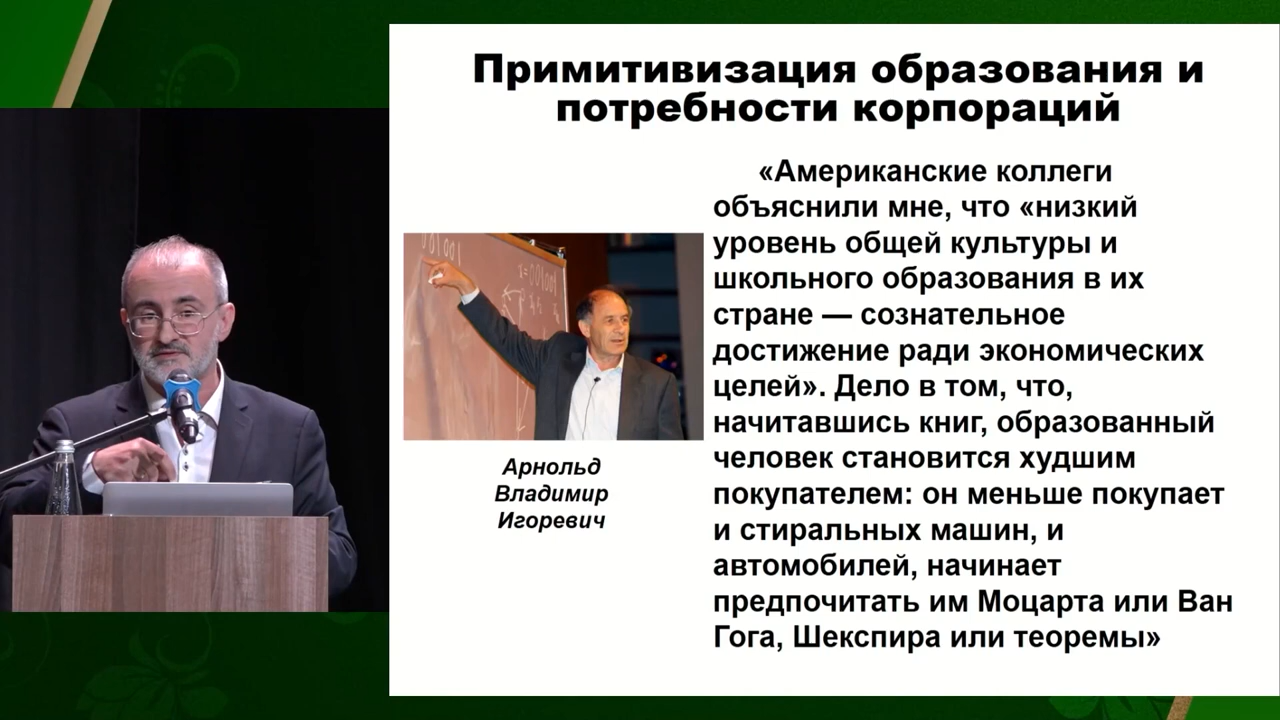 Примитивизация образования и
потребности корпораций
«Американские коллеги
объяснили мне, что «низкий
уровень общей культуры и
школьного образования в их
стране — сознательное
достижение ради экономических
целей». Дело в том, что,
начитавшись книг, образованный
человек становится худшим
покупателем: он меньше покупает
и стиральных машин, и
автомобилей, начинает
предпочитать им Моцарта или Ван
Гога, Шекспира или теоремы»
Арнольд
Владимир
Игоревич